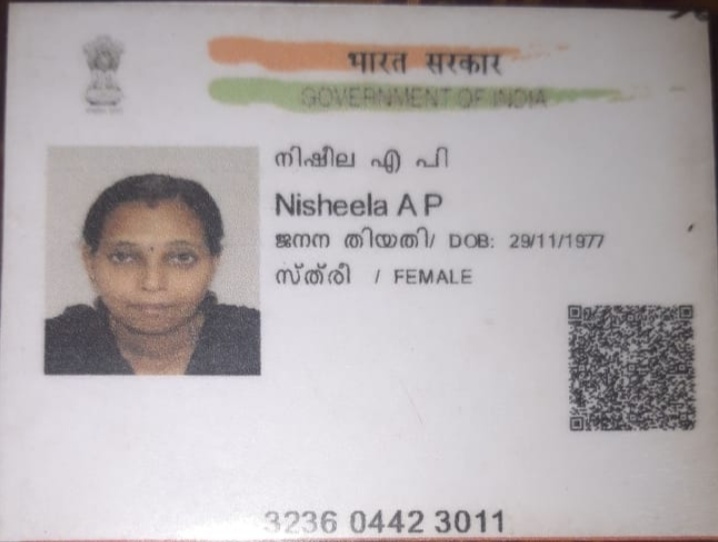 भारत सरकार
GOVERNMENT OF INDIA
നിഷീല എ പി
Nisheela A P
ജനന തിയതി/ DOB: 29/11/1977
സ്ത്രീ / FEMALE
3236 0442 3011